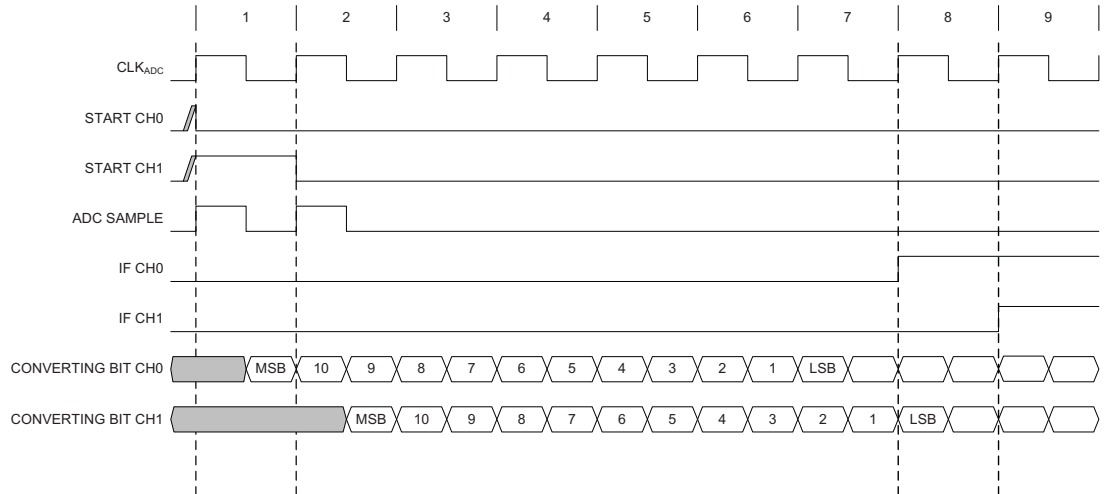 1 2 3 4 5 6 7 8 9
CLKADC
START CH0
START CH1
ADC SAMPLE
IF CH0
IF CH1
CONVERTING BIT CH0 MSB 10 9 8 7 6 5 4 3 2 1 LSB
CONVERTING BIT CH1 MSB 10 9 8 7 6 5 4 3 2 1 LSB